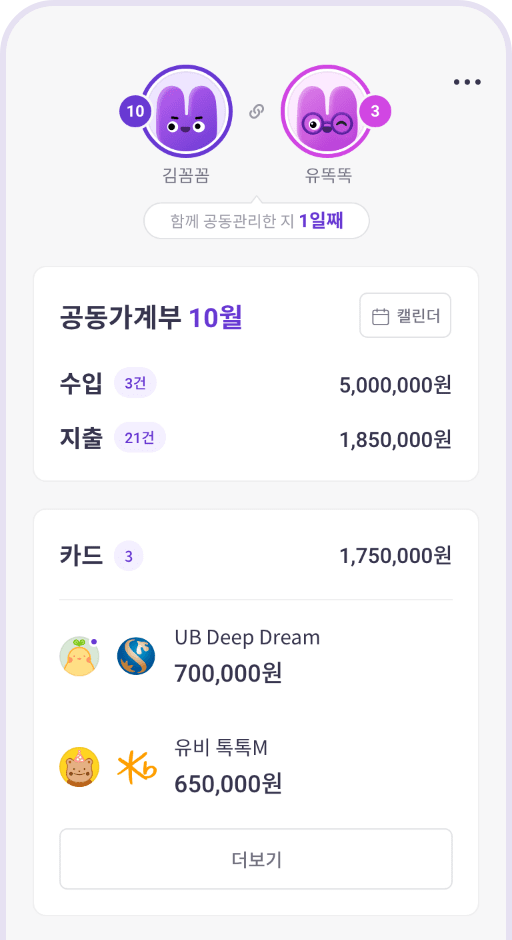 10
3
김꼼꼼
유똑똑
함께 공동관리한 지 1일째
공동가계부 10월
캘린더
수입 3건 5,000,000원
지출 21건 1,850,000원
카드 3 1,750,000원
UB Deep Dream
700,000원
유비 톡톡M
650,000원
더보기